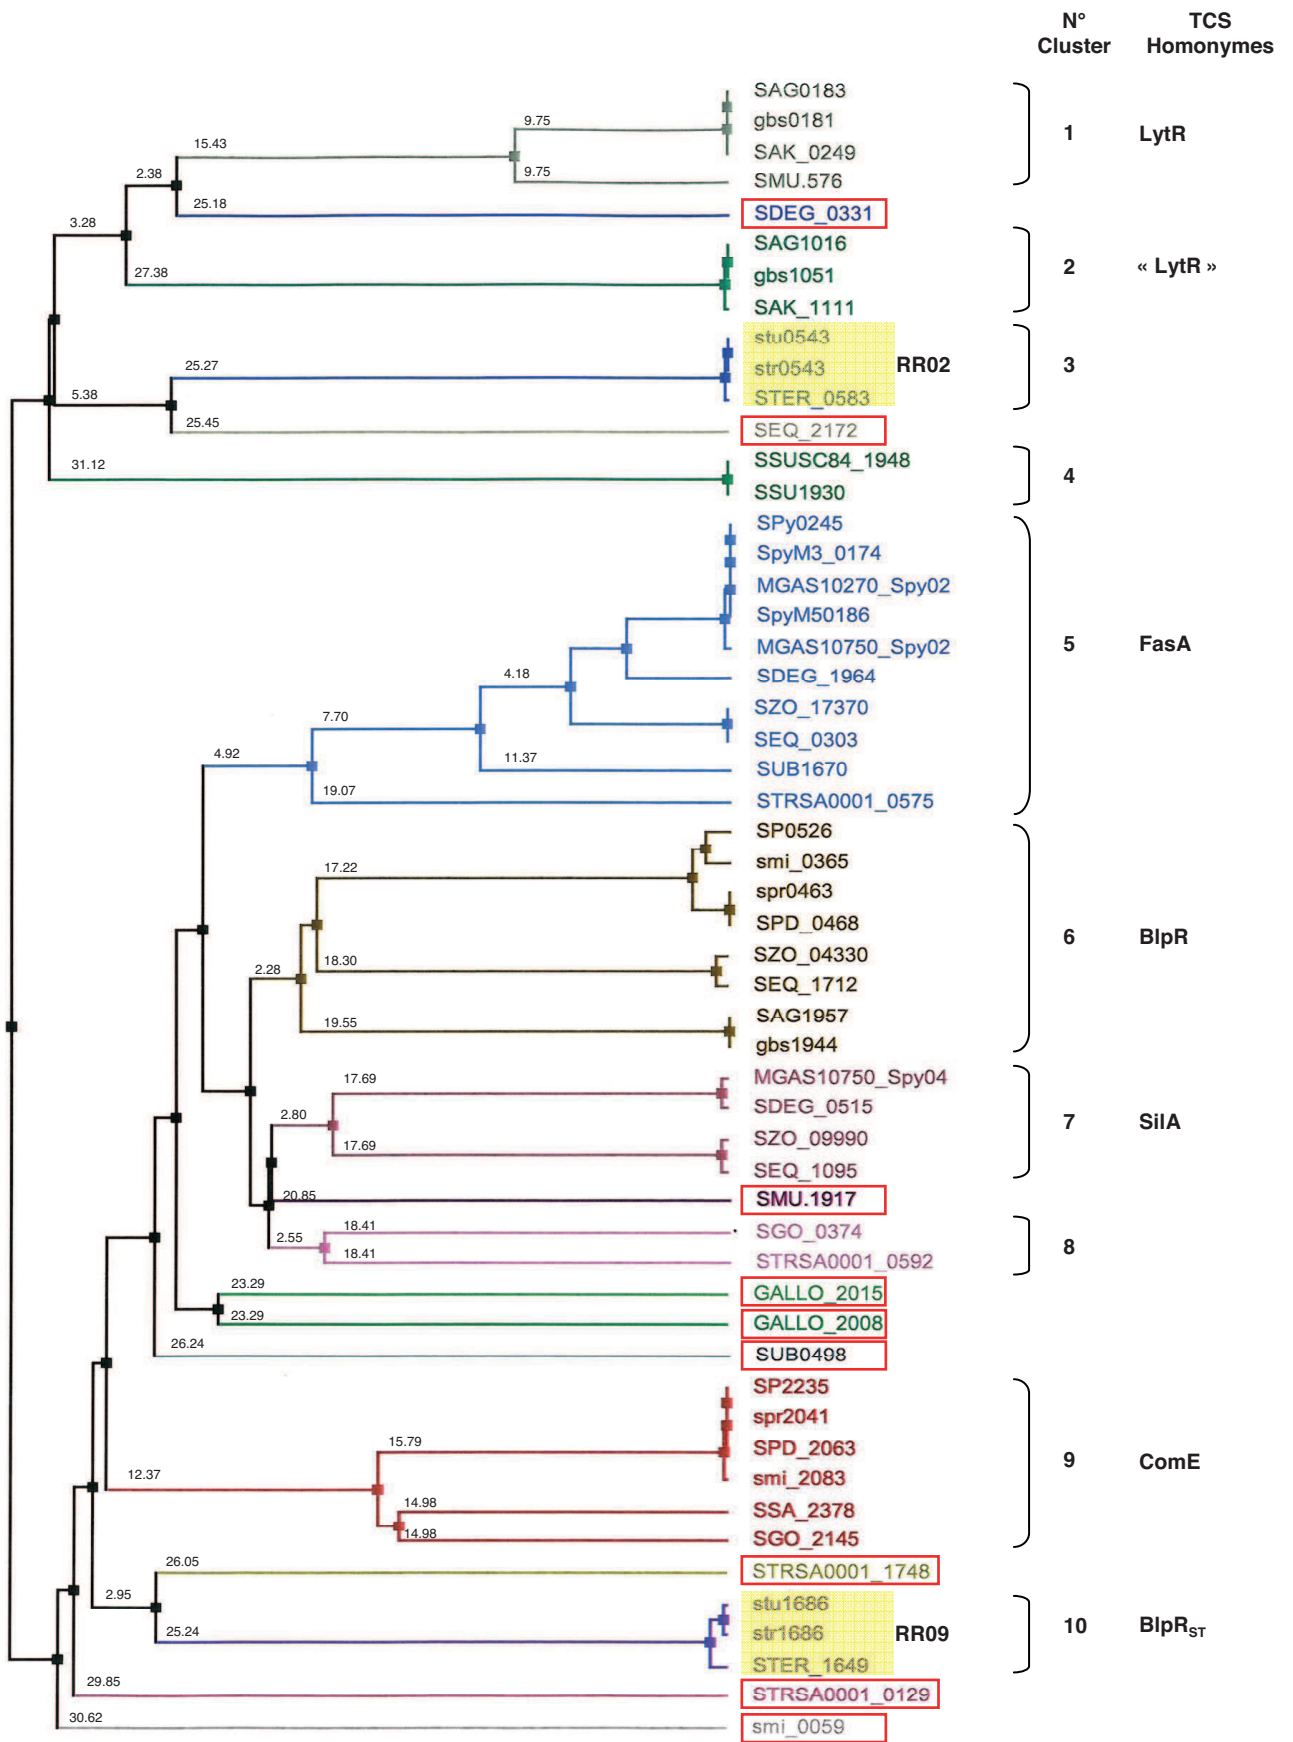 N° TCS
Cluster Homonymes
SAG0183
9.75 gbs0181
1 LytR
15.43
SAK_0249
2.38 9.75 SMU.576
25.18 SDEG_0331
3.28
SAG1016
2 « LytR »
27.38 gbs1051
SAK_1111
stu0543
25.27 str0543 RR02 3
5.38 STER_0583
25.45 SEQ_2172
31.12 SSUSC84_1948
4
SSU1930
SPy0245
SpyM3_0174
MGAS10270_Spy02
SpyM50186
MGAS10750_Spy02 5 FasA
4.18 SDEG_1964
7.70 SZO_17370
SEQ_0303
4.92 11.37 SUB1670
19.07 STRSA0001_0575
SP0526
17.22 smi_0365
spr0463
SPD_0468
6 BlpR
18.30 SZO_04330
2.28 SEQ_1712
19.55 SAG1957
gbs1944
17.69 MGAS10750_Spy04
SDEG_0515
2.80 7 SilA
17.69 SZO_09990
SEQ_1095
20.85 SMU.1917
18.41 SGO_0374
2.55 8
18.41 STRSA0001_0592
23.29 GALLO_2015
23.29 GALLO_2008
26.24 SUB0498
SP2235
spr2041
15.79 SPD_2063
9 ComE
12.37 smi_2083
14.98 SSA_2378
14.98 SGO_2145
26.05 STRSA0001_1748
2.95 stu1686
25.24 str1686 RR09 10 BlpRST
STER_1649
29.85 STRSA0001_0129
30.62 smi_0059